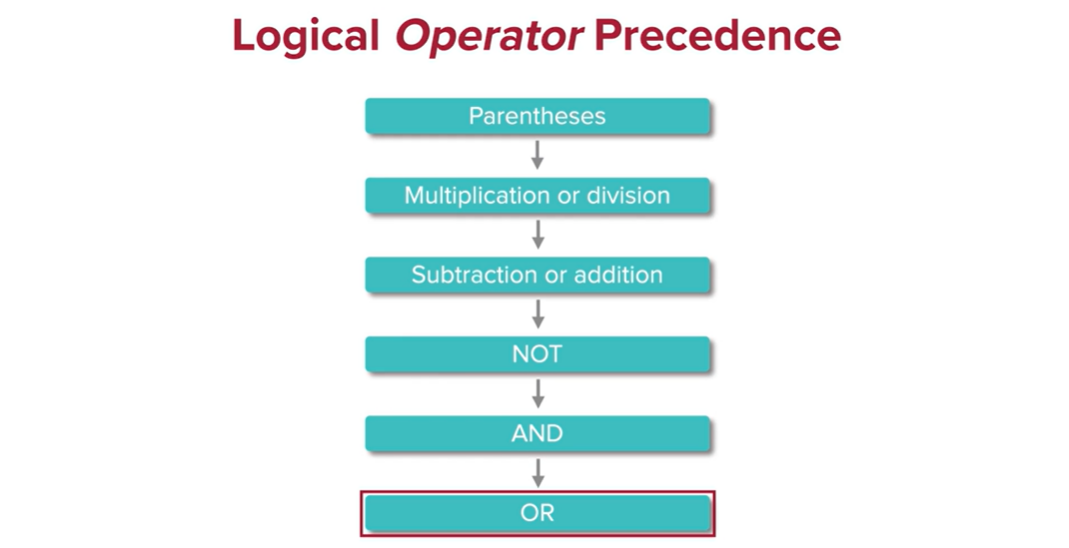 Logical Operator Precedence
Parentheses
Multiplication or division
Subtraction or addition
NOT
AND
OR